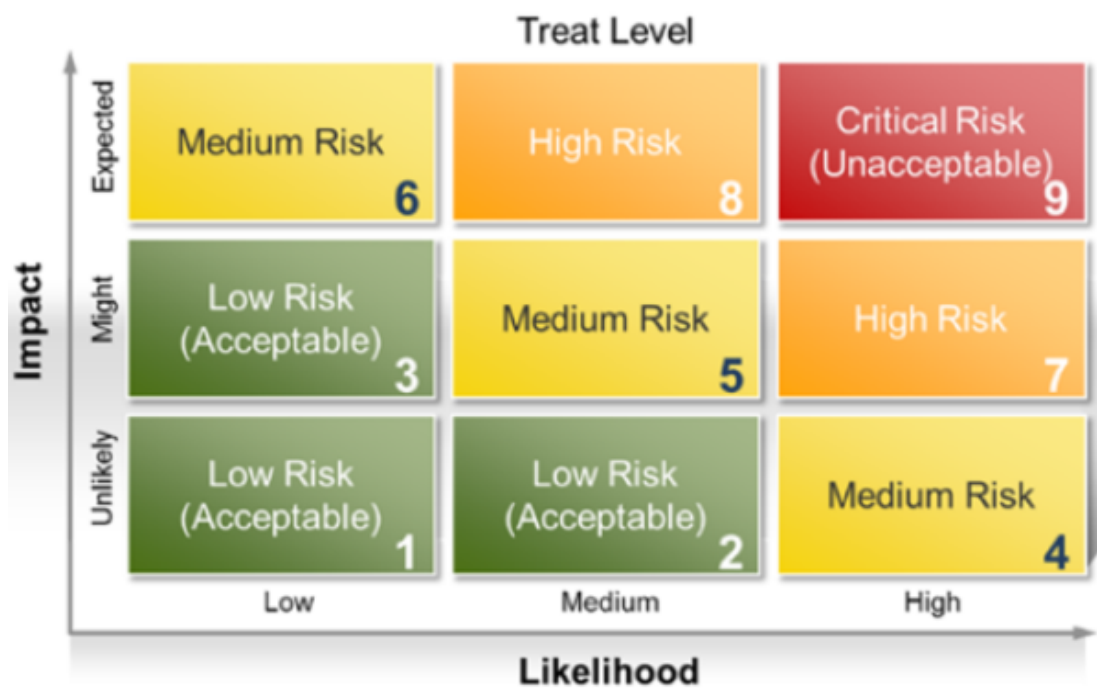 Treat Level
Expected
Medium Risk
6
High Risk
8
Critical Risk
(Unacceptable)
9
Impact
Might
Low Risk
(Acceptable)
3
Medium Risk
5
High Risk
7
Unlikely
Low Risk
(Acceptable)
1
Low Risk
(Acceptable)
2
Medium Risk
4
Low
Medium
High
Likelihood